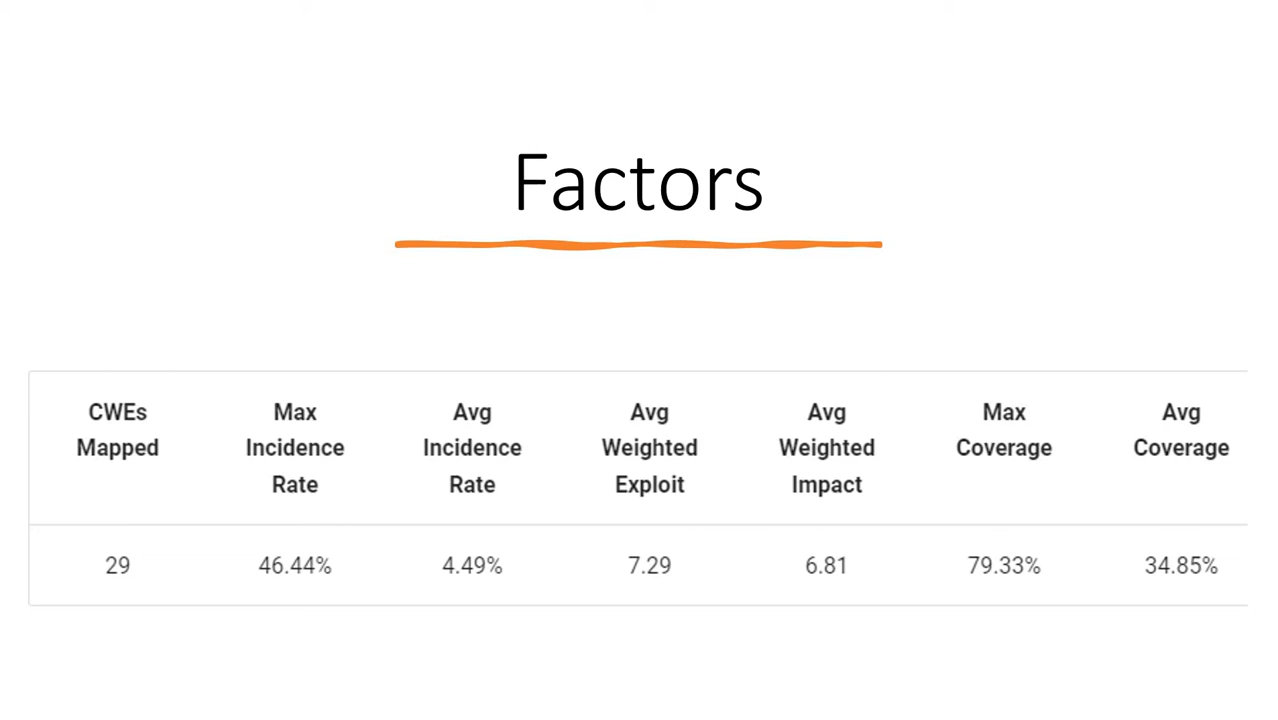 Factors
CWEs Mapped
Max Incidence Rate
Avg Incidence Rate
Avg Weighted Exploit
Avg Weighted Impact
Max Coverage
Avg Coverage
29
46.44%
4.49%
7.29
6.81
79.33%
34.85%